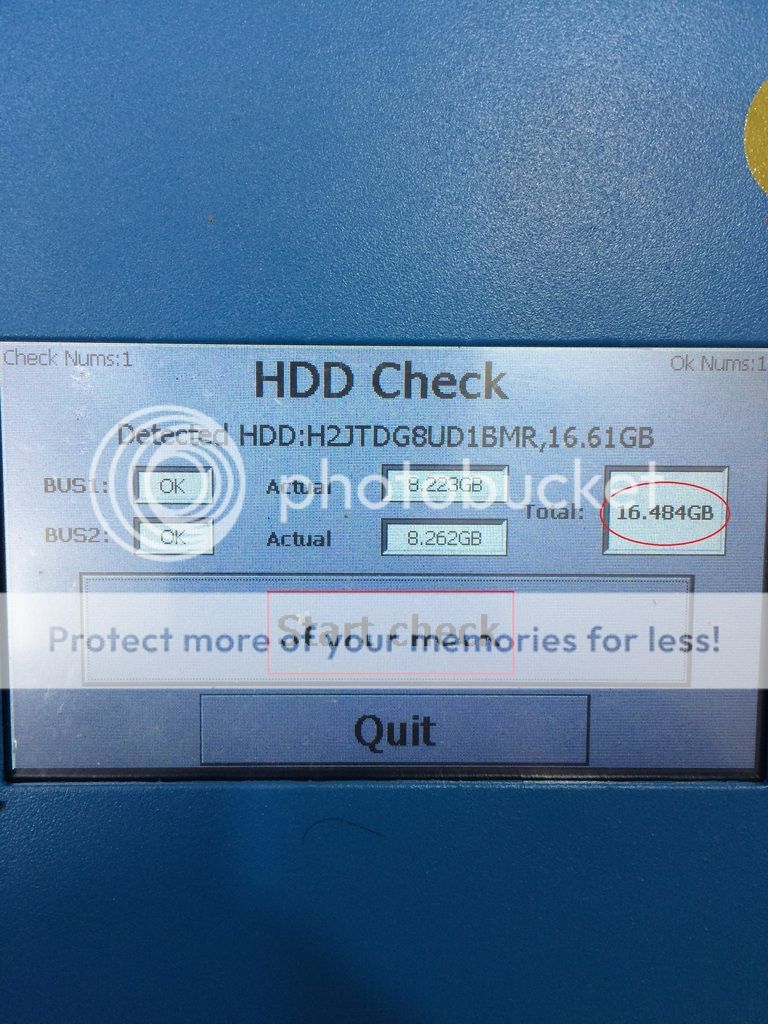 Check Nums:1
Ok Nums:1
HDD Check
Detected HDD:H2JTDG8UD1BMR,16.61GB
BUS1: OK Actual 8.223GB
Total: 16.484GB
BUS2: OK Actual 8.262GB
photobucket
Start check
Protect more of your memories for less!
Quit